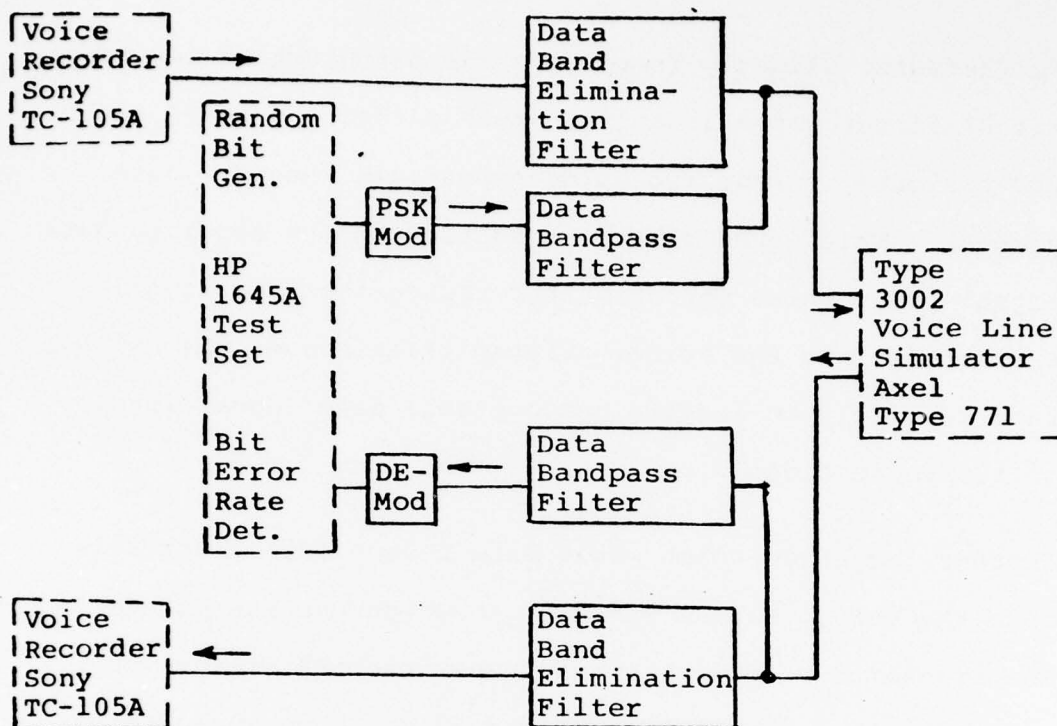 Voice
Recorder
Sony
TC-105A
Data
Band
Elimina-
tion
Filter
Random
Bit
Gen.
HP
1645A
Test
Set
Bit
Error
Rate
Det.
PSK
Mod
Data
Bandpass
Filter
Type
3002
Voice Line
Simulator
Axel
Type 771
DE-
Mod
Data
Bandpass
Filter
Voice
Recorder
Sony
TC-105A
Data
Band
Elimination
Filter